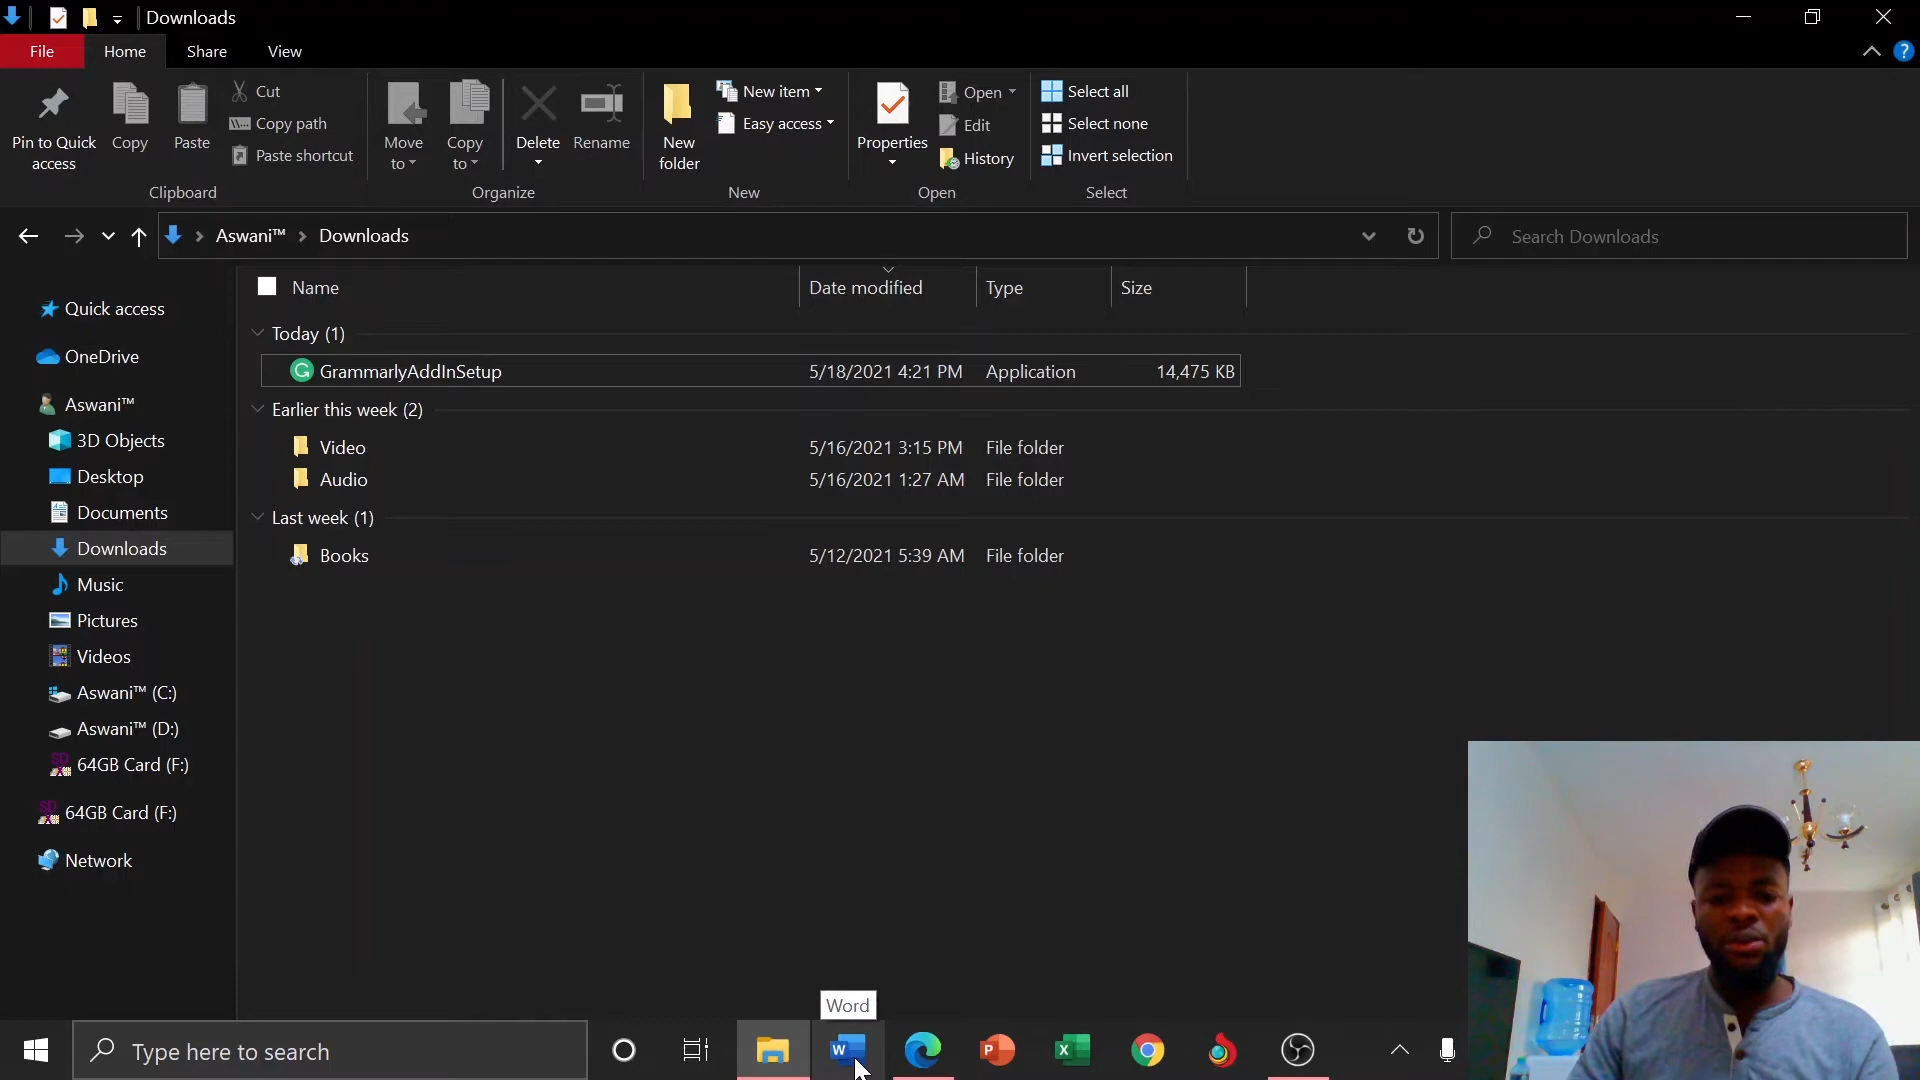 Downloads
File
Home
Share
View
Pin to Quick access
Copy
Paste
Cut
Copy path
Paste shortcut
Clipboard
Move to
Copy to
Delete
Rename
Organize
New folder
New item
Easy access
New
Properties
Open
Edit
History
Open
Select all
Select none
Invert selection
Select
Aswani™ > Downloads
Search Downloads
Name
Date modified
Type
Size
Quick access
OneDrive
Aswani™
3D Objects
Desktop
Documents
Downloads
Music
Pictures
Videos
Aswani™ (C:)
Aswani™ (D:)
64GB Card (F:)
64GB Card (F:)
Network
Today (1)
GrammarlyAddInSetup 5/18/2021 4:21 PM Application 14,475 KB
Earlier this week (2)
Video 5/16/2021 3:15 PM File folder
Audio 5/16/2021 1:27 AM File folder
Last week (1)
Books 5/12/2021 5:39 AM File folder
Word
Type here to search